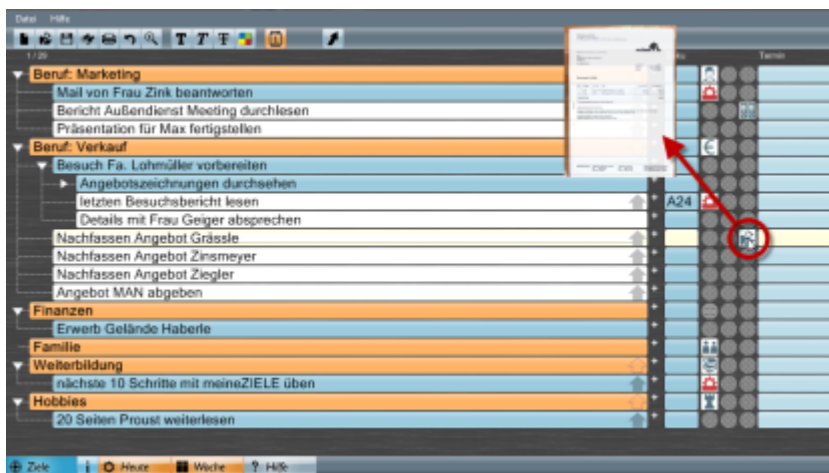 Datei Hilfe
T T T
1 / 29
Termin
Beruf: Marketing
Mail von Frau Zink beantworten
Bericht Außendienst Meeting durchlesen
Präsentation für Max fertigstellen
Beruf: Verkauf
Besuch Fa. Lohmüller vorbereiten
Angebotszeichnungen durchsehen
letzten Besuchsbericht lesen A24
Details mit Frau Geiger absprechen
Nachfassen Angebot Grässle
Nachfassen Angebot Zinsmeyer
Nachfassen Angebot Ziegler
Angebot MAN abgeben
Finanzen
Erwerb Gelände Haberle
Familie
Weiterbildung
nächste 10 Schritte mit meineZIELE üben
Hobbies
20 Seiten Proust weiterlesen
Ziele i Heute Woche ? Hilfe